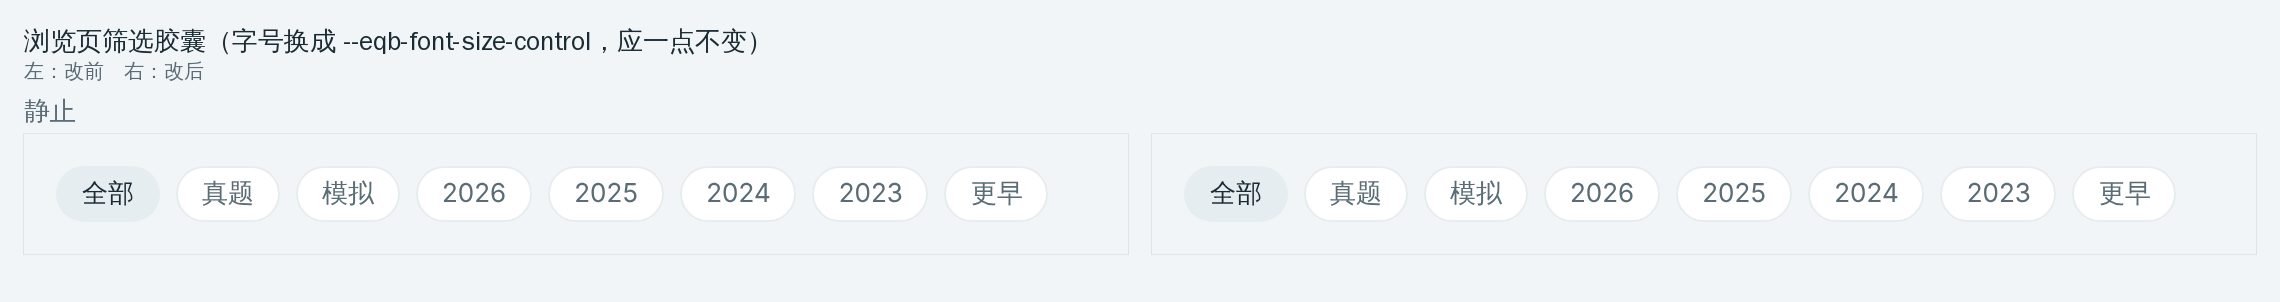 浏览页筛选胶囊（字号换成 --eqb-font-size-control，应一点不变）
左：改前　右：改后
静止
全部 真题 模拟 2026 2025 2024 2023 更早 全部 真题 模拟 2026 2025 2024 2023 更早